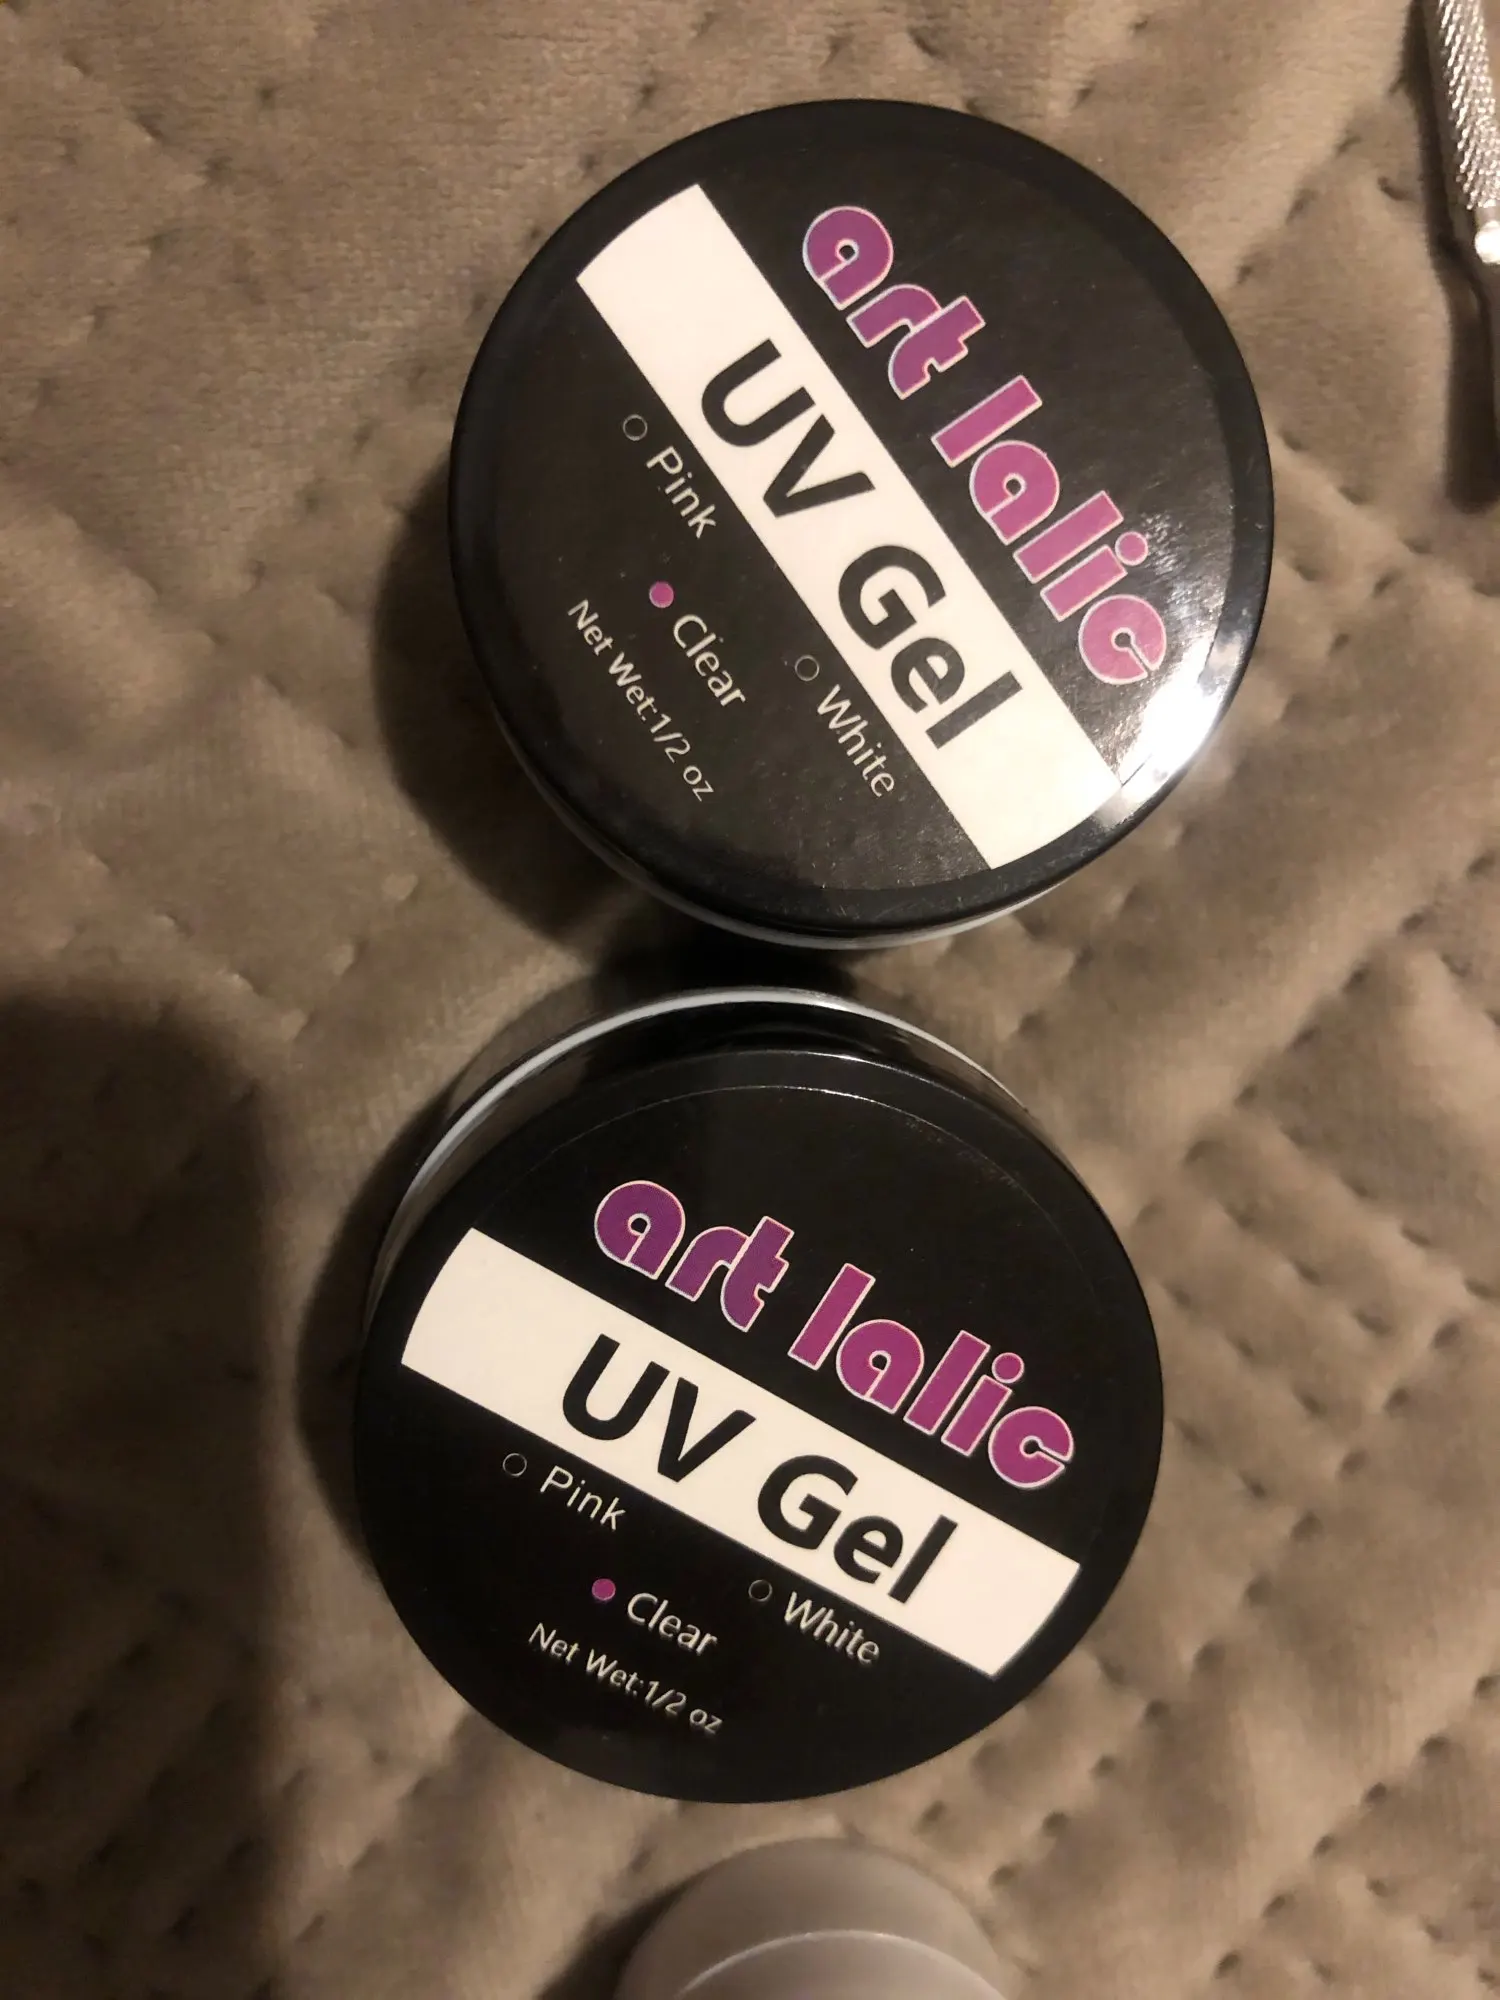 art lalic
UV Gel
Pink
White
Clear
Net Wet:1/2 oz
art lalic
UV Gel
Pink
White
Clear
Net Wet:1/2 oz